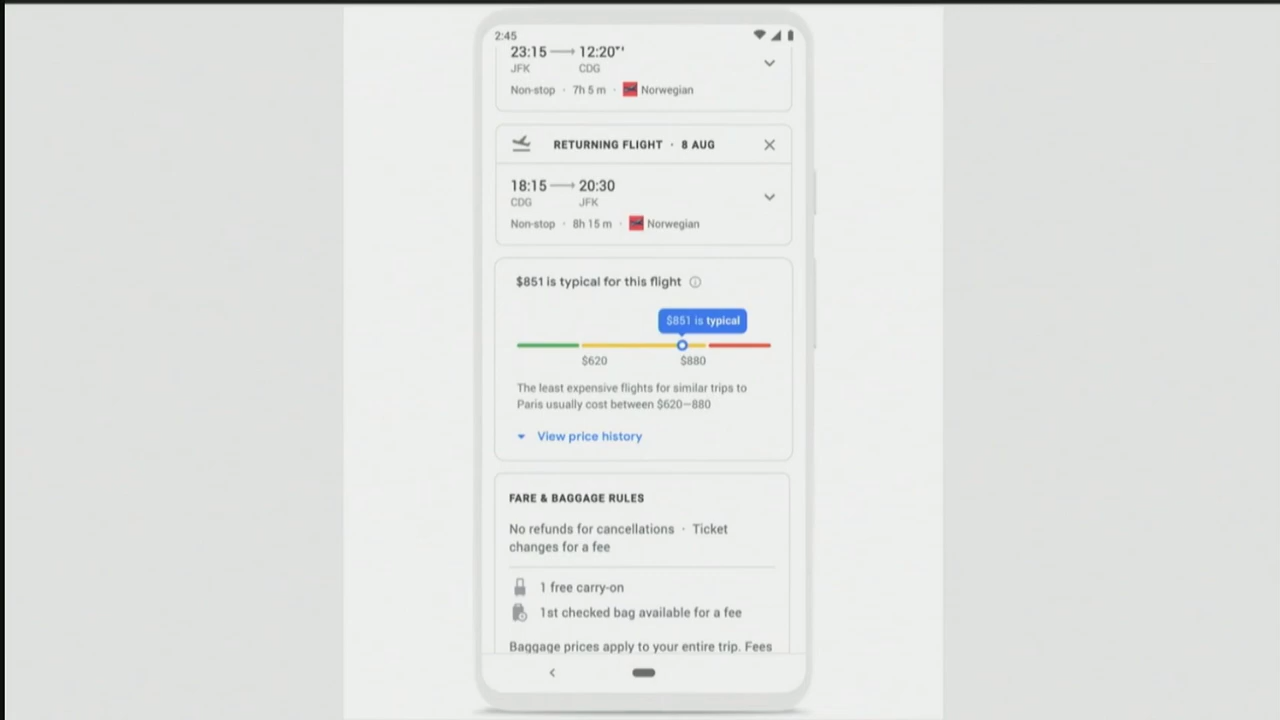 2:45
23:15 12:20+1
JFK CDG
Non-stop · 7h 5 m · Norwegian
RETURNING FLIGHT · 8 AUG
18:15 20:30
CDG JFK
Non-stop · 8h 15 m · Norwegian
$851 is typical for this flight
$851 is typical
$620 $880
The least expensive flights for similar trips to
Paris usually cost between $620–880
View price history
FARE & BAGGAGE RULES
No refunds for cancellations · Ticket
changes for a fee
1 free carry-on
1st checked bag available for a fee
Baggage prices apply to your entire trip. Fees